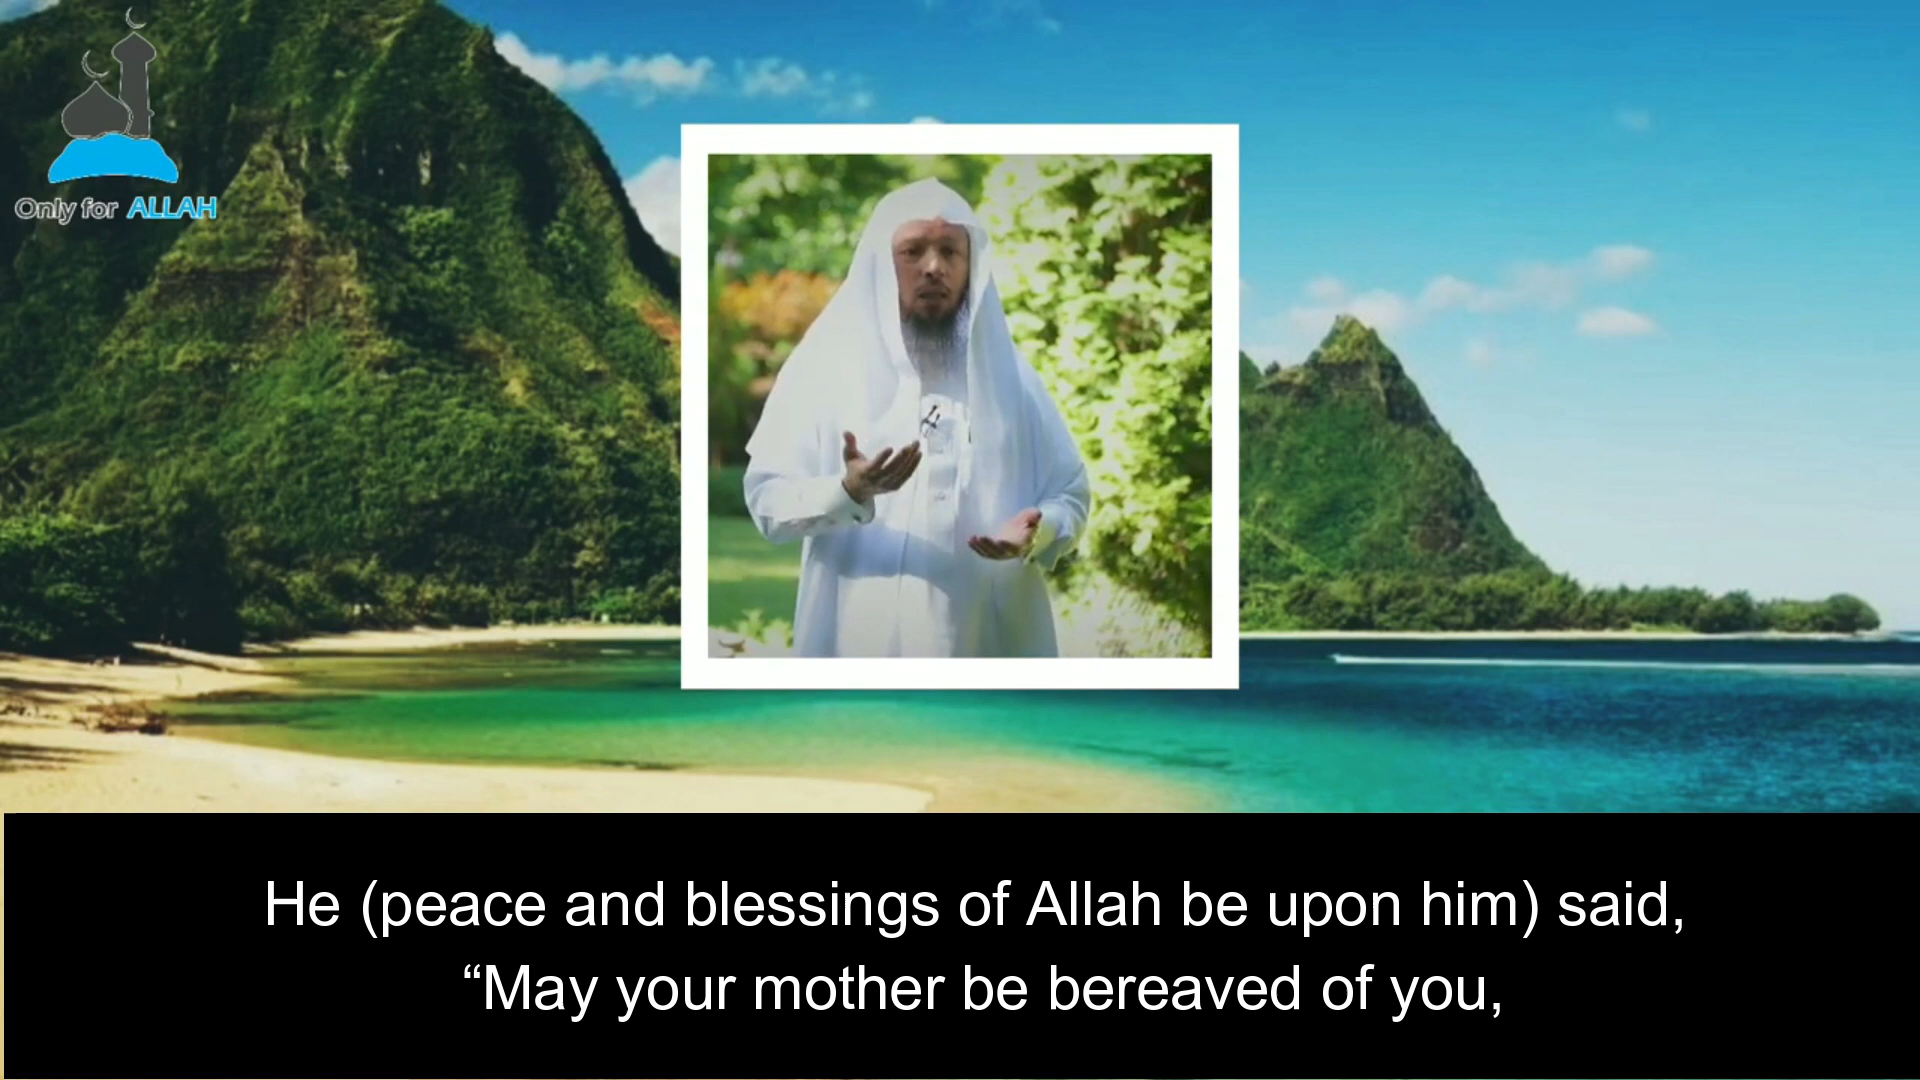 Only for ALLAH
He (peace and blessings of Allah be upon him) said,
“May your mother be bereaved of you,